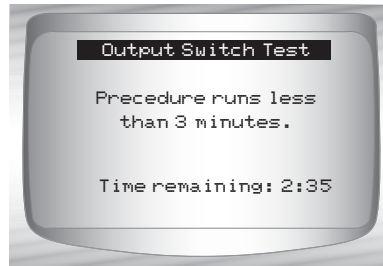 Output Switch Test
Precedure runs less
than 3 minutes.
Time remaining: 2:35